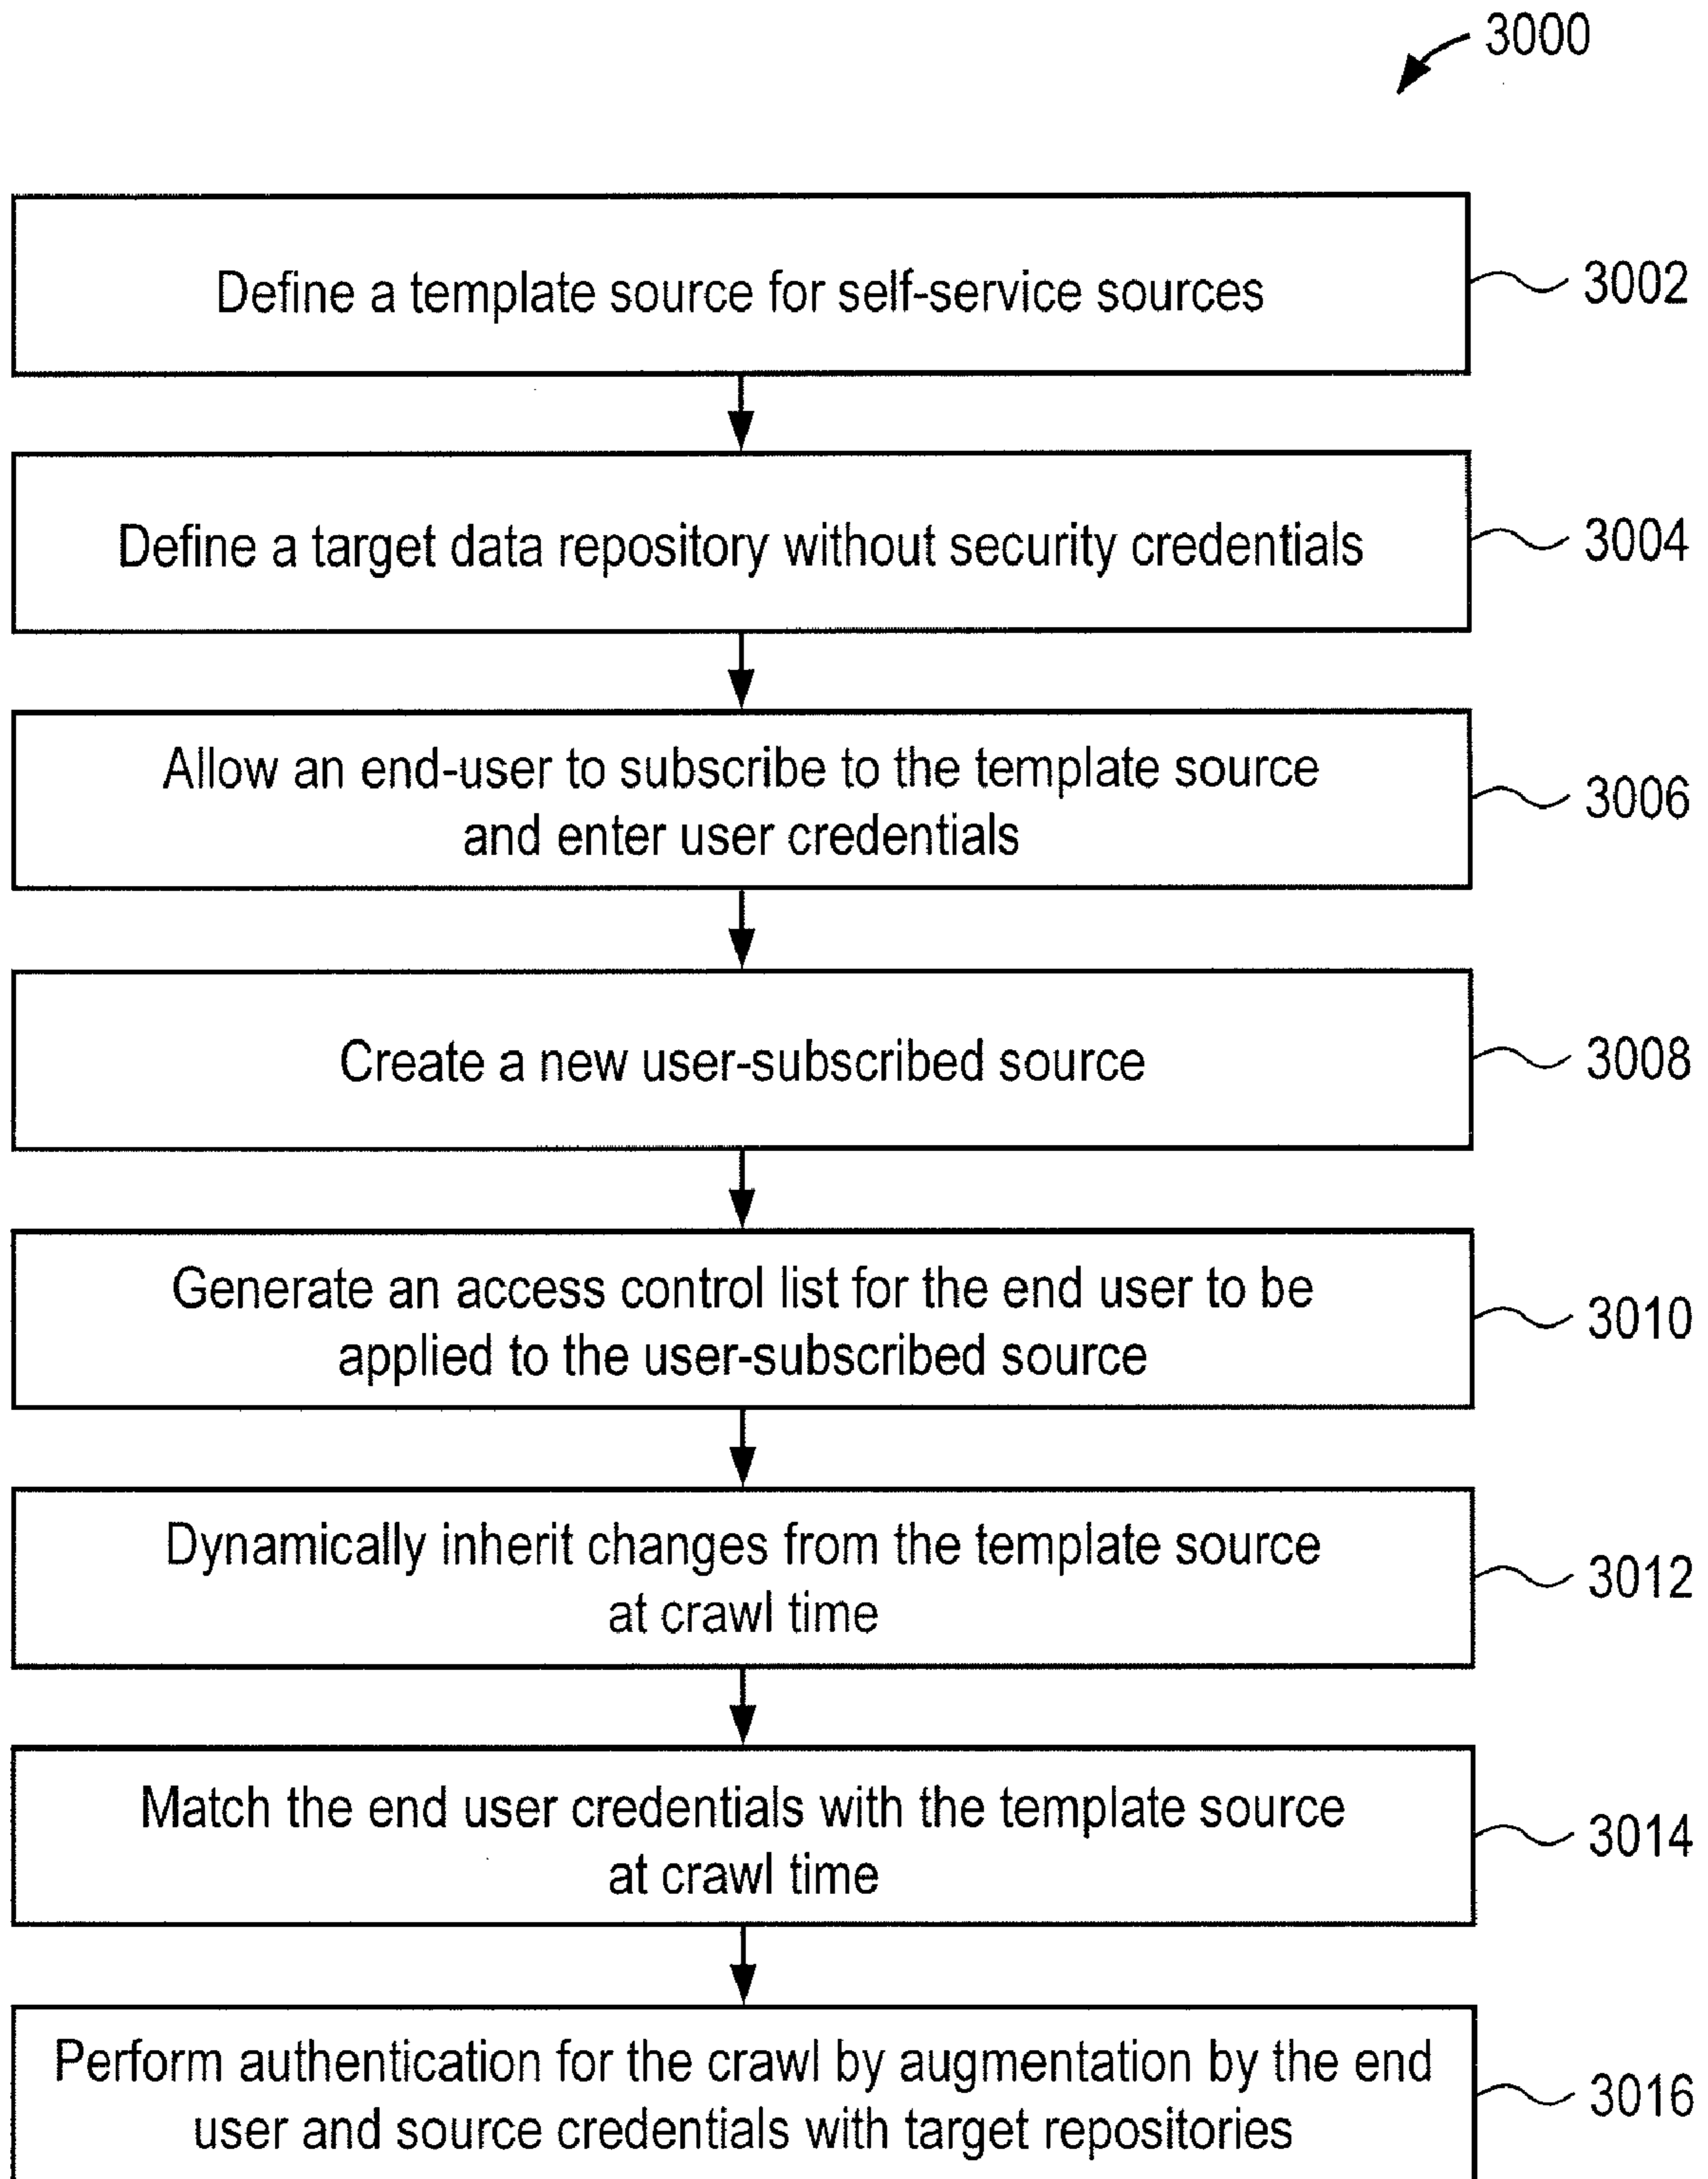 3000
Define a template source for self-service sources
3002
Define a target data repository without security credentials
3004
Allow an end-user to subscribe to the template source
and enter user credentials
3006
Create a new user-subscribed source
3008
Generate an access control list for the end user to be
applied to the user-subscribed source
3010
Dynamically inherit changes from the template source
at crawl time
3012
Match the end user credentials with the template source
at crawl time
3014
Perform authentication for the crawl by augmentation by the end
user and source credentials with target repositories
3016